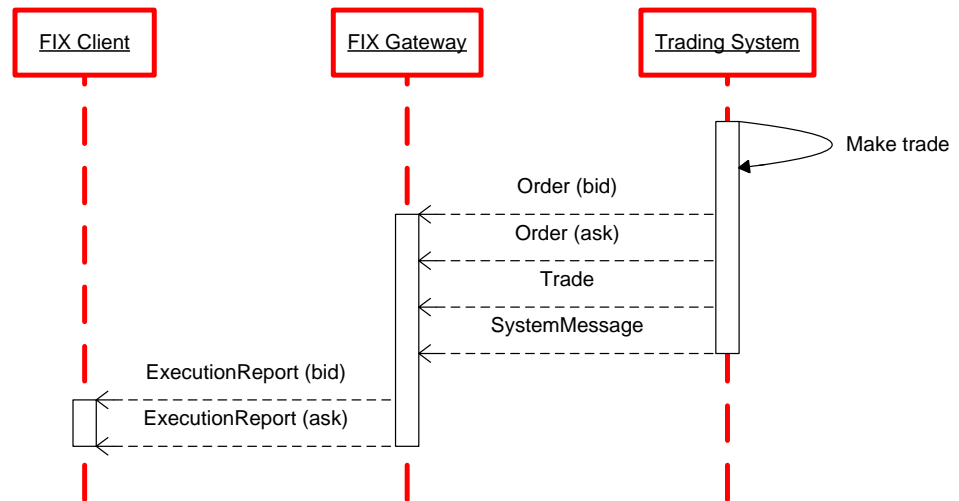 FIX Client
FIX Gateway
Trading System
Make trade
Order (bid)
Order (ask)
Trade
SystemMessage
ExecutionReport (bid)
ExecutionReport (ask)